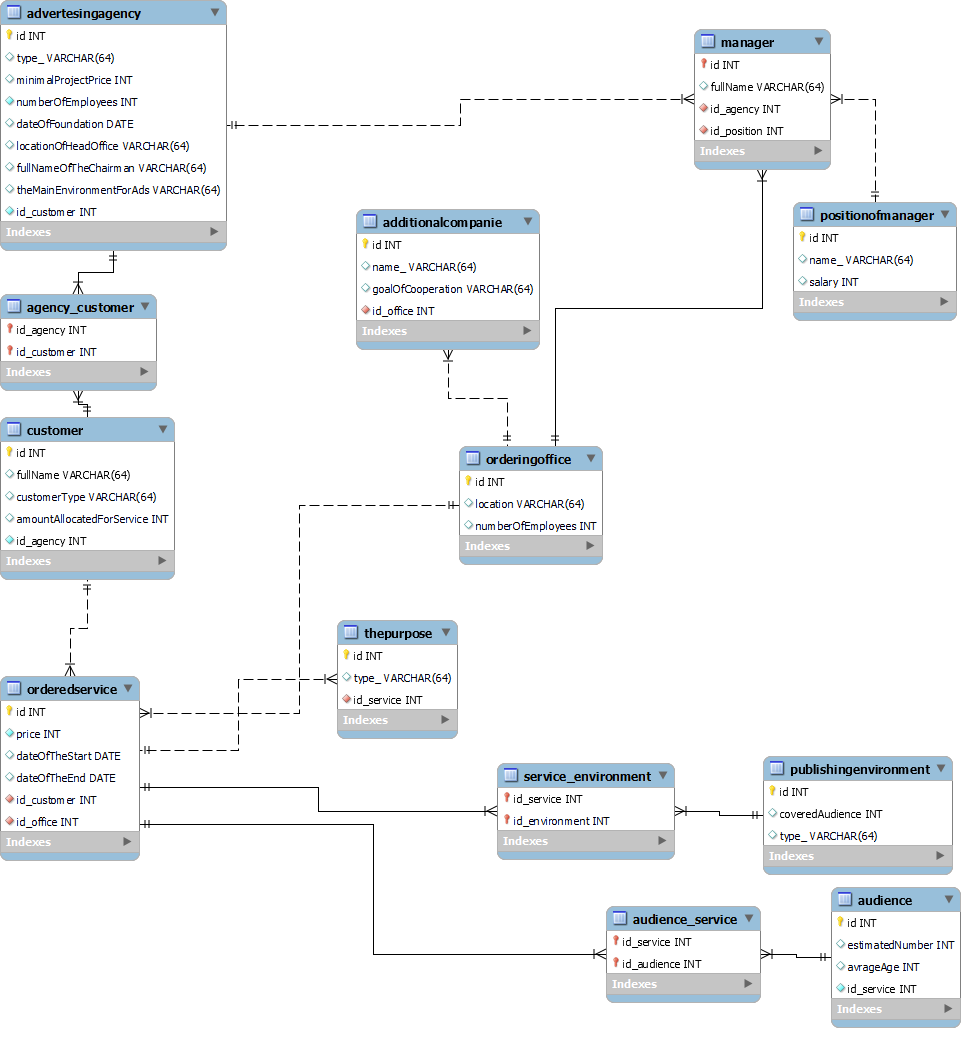 advertesingagency
id INT
type_ VARCHAR(64)
minimalProjectPrice INT
numberOfEmployees INT
dateOfFoundation DATE
locationOfHeadOffice VARCHAR(64)
fullNameOfTheChairman VARCHAR(64)
theMainEnvironmentForAds VARCHAR(64)
id_customer INT
Indexes
manager
id INT
fullName VARCHAR(64)
id_agency INT
id_position INT
Indexes
additionalcompanie
id INT
name_ VARCHAR(64)
goalOfCooperation VARCHAR(64)
id_office INT
Indexes
positionofmanager
id INT
name_ VARCHAR(64)
salary INT
Indexes
agency_customer
id_agency INT
id_customer INT
Indexes
customer
id INT
fullName VARCHAR(64)
customerType VARCHAR(64)
amountAllocatedForService INT
id_agency INT
Indexes
orderingoffice
id INT
location VARCHAR(64)
numberOfEmployees INT
Indexes
thepurpose
id INT
type_ VARCHAR(64)
id_service INT
Indexes
orderedservice
id INT
price INT
dateOfTheStart DATE
dateOfTheEnd DATE
id_customer INT
id_office INT
Indexes
service_environment
id_service INT
id_environment INT
Indexes
publishingenvironment
id INT
coveredAudience INT
type_ VARCHAR(64)
Indexes
audience_service
id_service INT
id_audience INT
Indexes
audience
id INT
estimatedNumber INT
avrageAge INT
id_service INT
Indexes